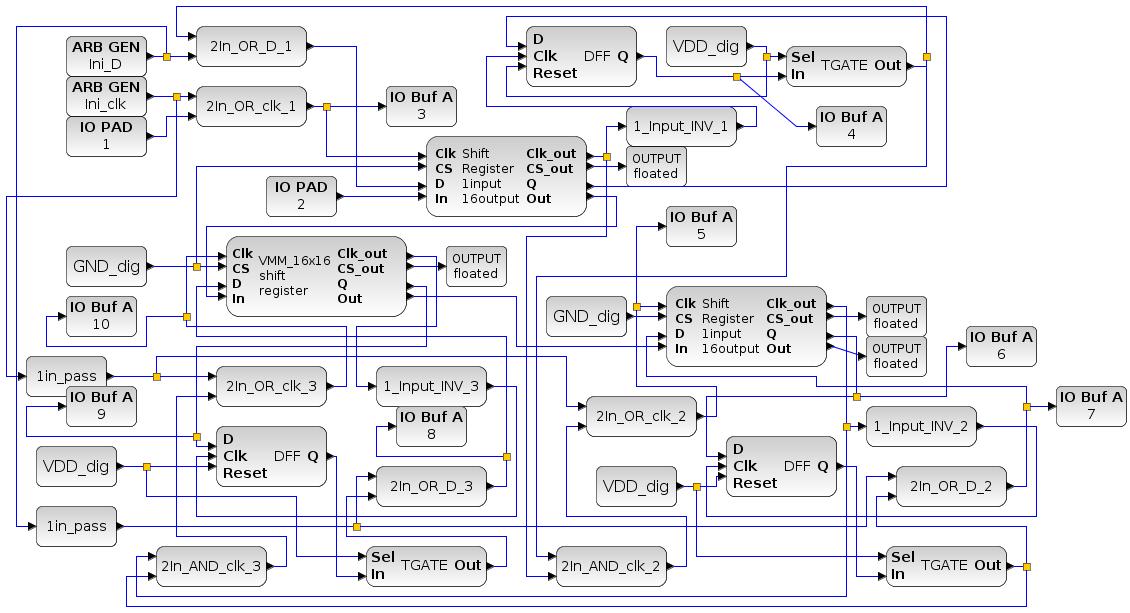 ARB GEN
Ini_D
2In_OR_D_1
D
Clk DFF Q
Reset
VDD_dig
Sel TGATE Out
In
ARB GEN
Ini_clk
2In_OR_clk_1
IO Buf A
3
IO PAD
1
1_Input_INV_1
IO Buf A
4
Clk Shift Clk_out
CS Register CS_out
D 1input Q
In 16output Out
OUTPUT
floated
IO PAD
2
IO Buf A
5
GND_dig
Clk VMM_16x16 Clk_out
CS shift CS_out
D register Q
In Out
OUTPUT
floated
IO Buf A
10
GND_dig
Clk Shift Clk_out
CS Register CS_out
D 1input Q
In 16output Out
OUTPUT
floated
OUTPUT
floated
IO Buf A
6
1in_pass
IO Buf A
9
2In_OR_clk_3
1_Input_INV_3
IO Buf A
8
2In_OR_clk_2
1_Input_INV_2
IO Buf A
7
VDD_dig
D
Clk DFF Q
Reset
2In_OR_D_3
VDD_dig
D
Clk DFF Q
Reset
2In_OR_D_2
1in_pass
2In_AND_clk_3
Sel TGATE Out
In
2In_AND_clk_2
Sel TGATE Out
In